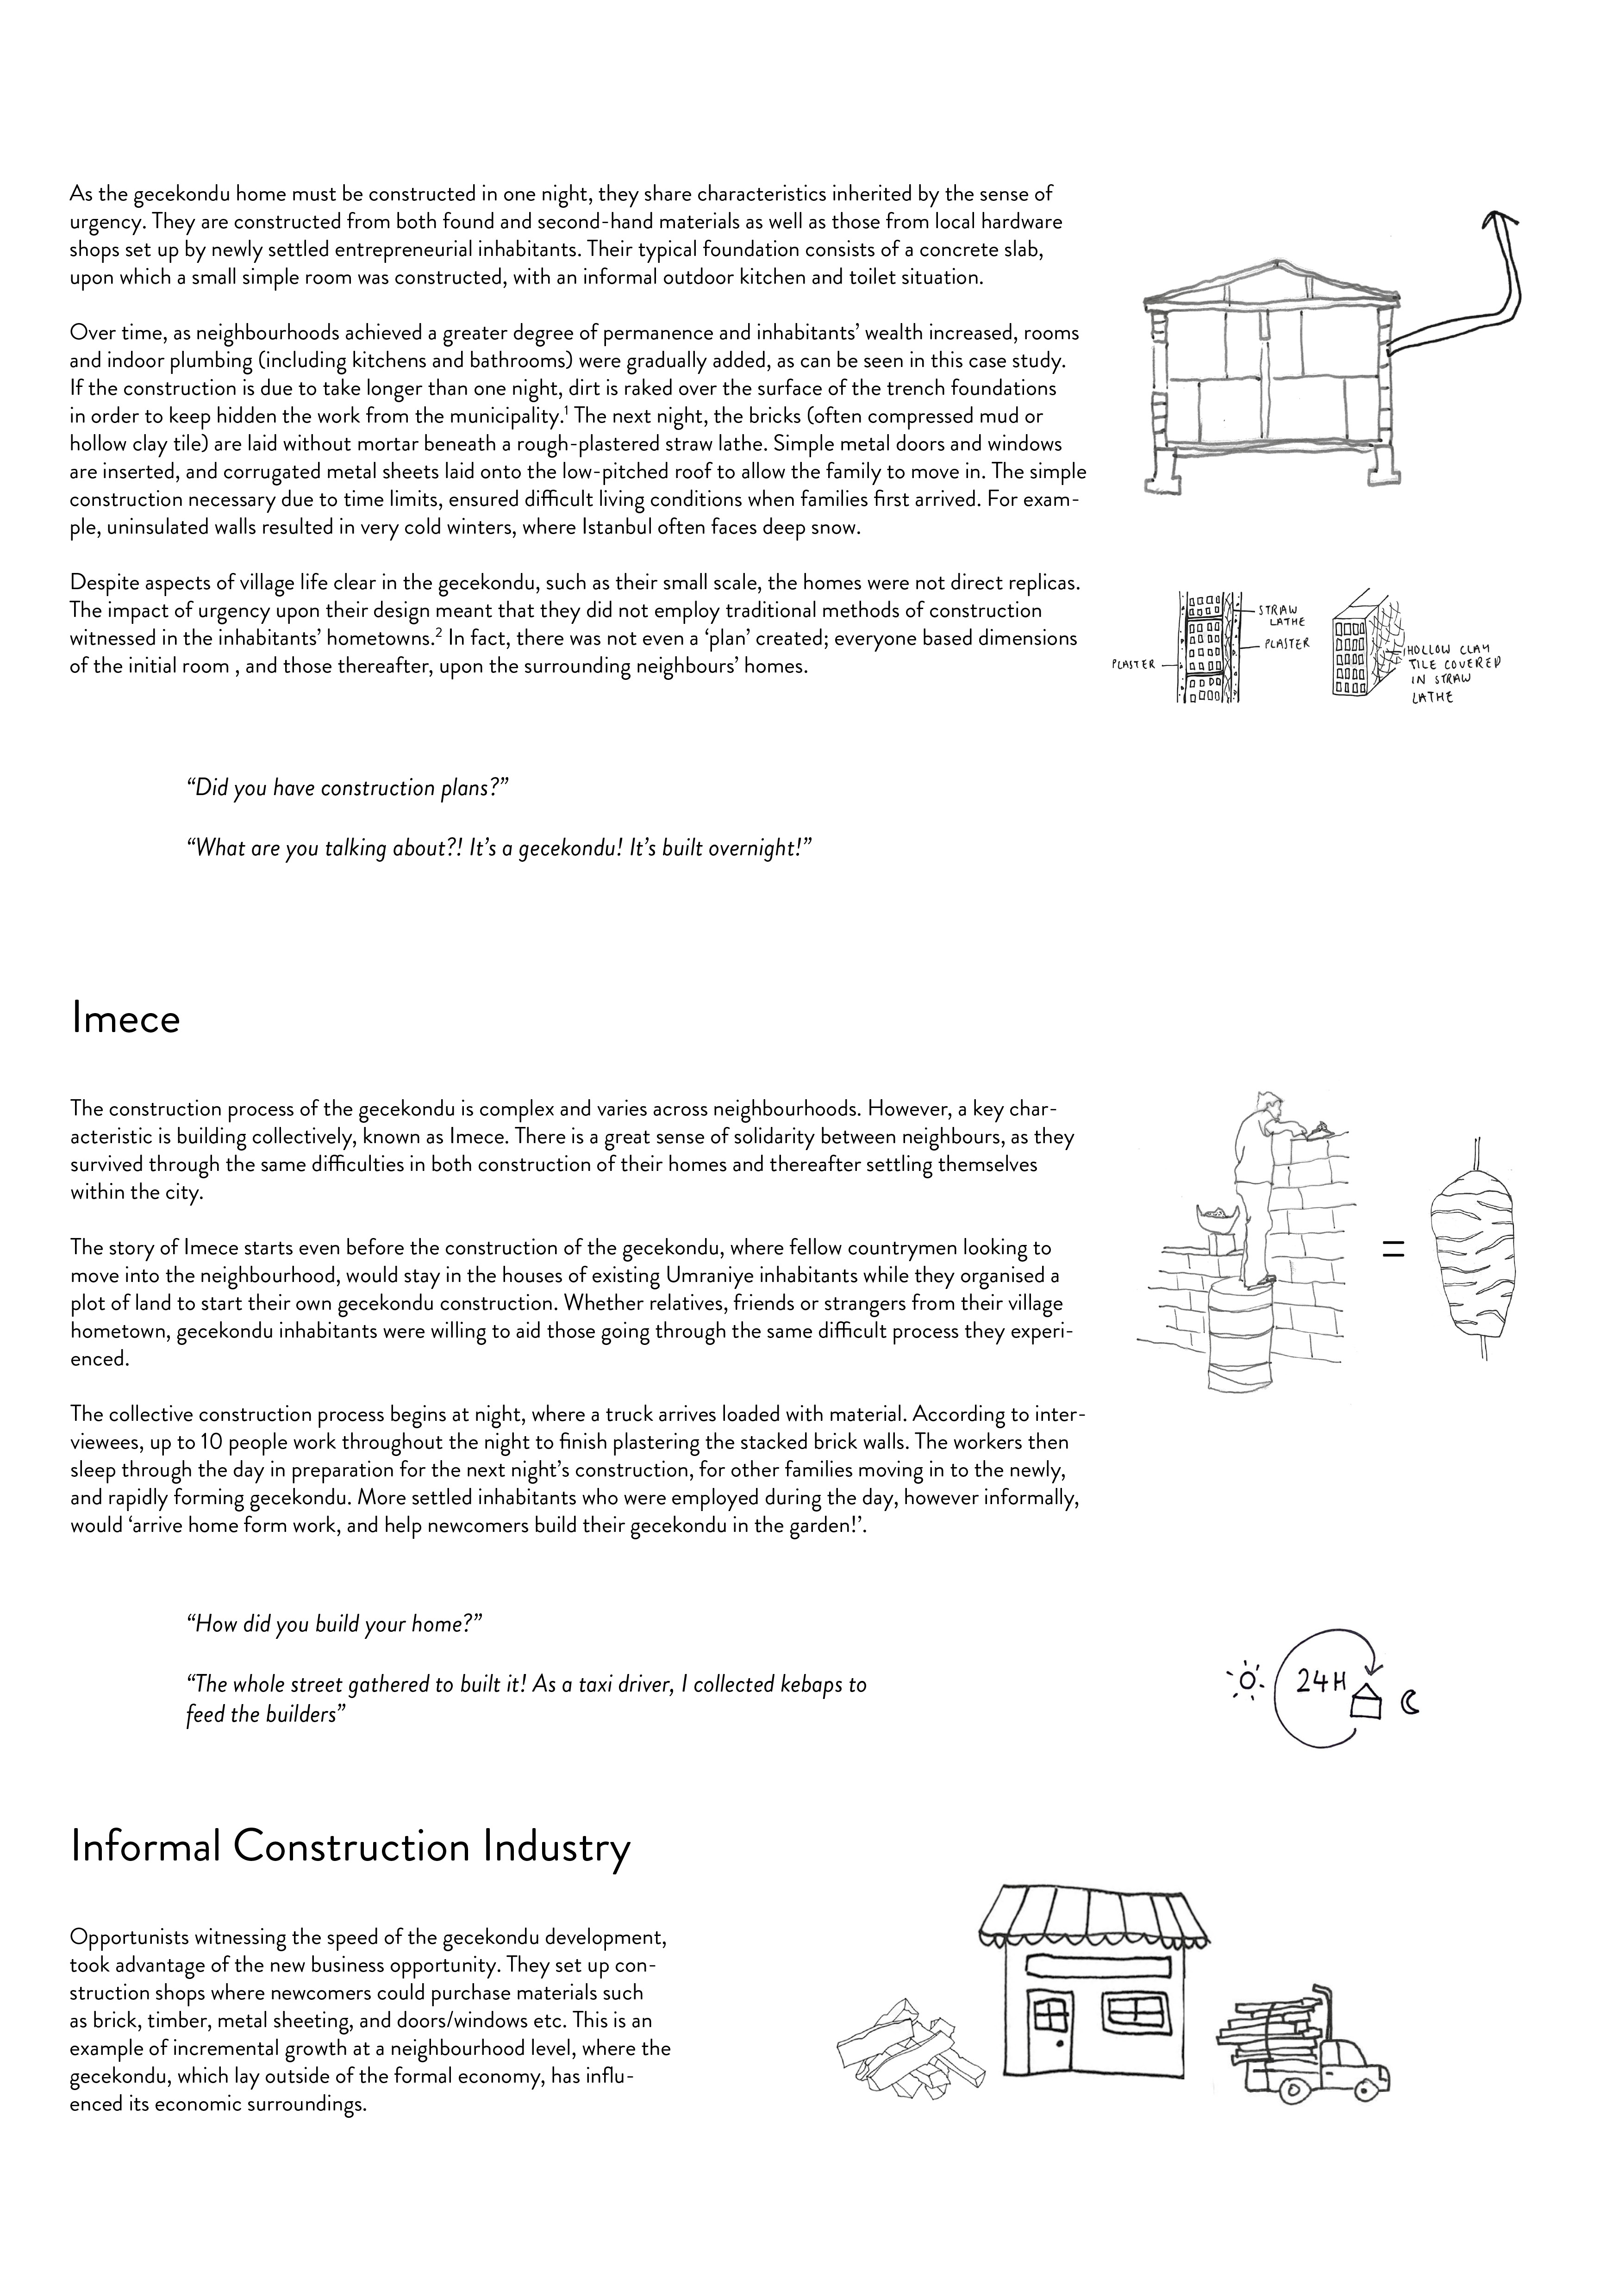 As the gecekondu home must be constructed in one night, they share characteristics inherited by the sense of
urgency. They are constructed from both found and second-hand materials as well as those from local hardware
shops set up by newly settled entrepreneurial inhabitants. Their typical foundation consists of a concrete slab,
upon which a small simple room was constructed, with an informal outdoor kitchen and toilet situation.
Over time, as neighbourhoods achieved a greater degree of permanence and inhabitants’ wealth increased, rooms
and indoor plumbing (including kitchens and bathrooms) were gradually added, as can be seen in this case study.
If the construction is due to take longer than one night, dirt is raked over the surface of the trench foundations
in order to keep hidden the work from the municipality.¹ The next night, the bricks (often compressed mud or
hollow clay tile) are laid without mortar beneath a rough-plastered straw lathe. Simple metal doors and windows
are inserted, and corrugated metal sheets laid onto the low-pitched roof to allow the family to move in. The simple
construction necessary due to time limits, ensured difficult living conditions when families first arrived. For exam-
ple, uninsulated walls resulted in very cold winters, where Istanbul often faces deep snow.
Despite aspects of village life clear in the gecekondu, such as their small scale, the homes were not direct replicas.
The impact of urgency upon their design meant that they did not employ traditional methods of construction
witnessed in the inhabitants’ hometowns.² In fact, there was not even a ‘plan’ created; everyone based dimensions
of the initial room , and those thereafter, upon the surrounding neighbours’ homes.
STRAW
LATHE
PLASTER
PLASTER
HOLLOW CLAY
TILE COVERED
IN STRAW
LATHE
“Did you have construction plans?”
“What are you talking about?! It’s a gecekondu! It’s built overnight!”
Imece
The construction process of the gecekondu is complex and varies across neighbourhoods. However, a key char-
acteristic is building collectively, known as Imece. There is a great sense of solidarity between neighbours, as they
survived through the same difficulties in both construction of their homes and thereafter settling themselves
within the city.
The story of Imece starts even before the construction of the gecekondu, where fellow countrymen looking to
move into the neighbourhood, would stay in the houses of existing Umraniye inhabitants while they organised a
plot of land to start their own gecekondu construction. Whether relatives, friends or strangers from their village
hometown, gecekondu inhabitants were willing to aid those going through the same difficult process they experi-
enced.
=
The collective construction process begins at night, where a truck arrives loaded with material. According to inter-
viewees, up to 10 people work throughout the night to finish plastering the stacked brick walls. The workers then
sleep through the day in preparation for the next night’s construction, for other families moving in to the newly,
and rapidly forming gecekondu. More settled inhabitants who were employed during the day, however informally,
would ‘arrive home form work, and help newcomers build their gecekondu in the garden!’.
“How did you build your home?”
“The whole street gathered to built it! As a taxi driver, I collected kebaps to
feed the builders”
24H
Informal Construction Industry
Opportunists witnessing the speed of the gecekondu development,
took advantage of the new business opportunity. They set up con-
struction shops where newcomers could purchase materials such
as brick, timber, metal sheeting, and doors/windows etc. This is an
example of incremental growth at a neighbourhood level, where the
gecekondu, which lay outside of the formal economy, has influ-
enced its economic surroundings.